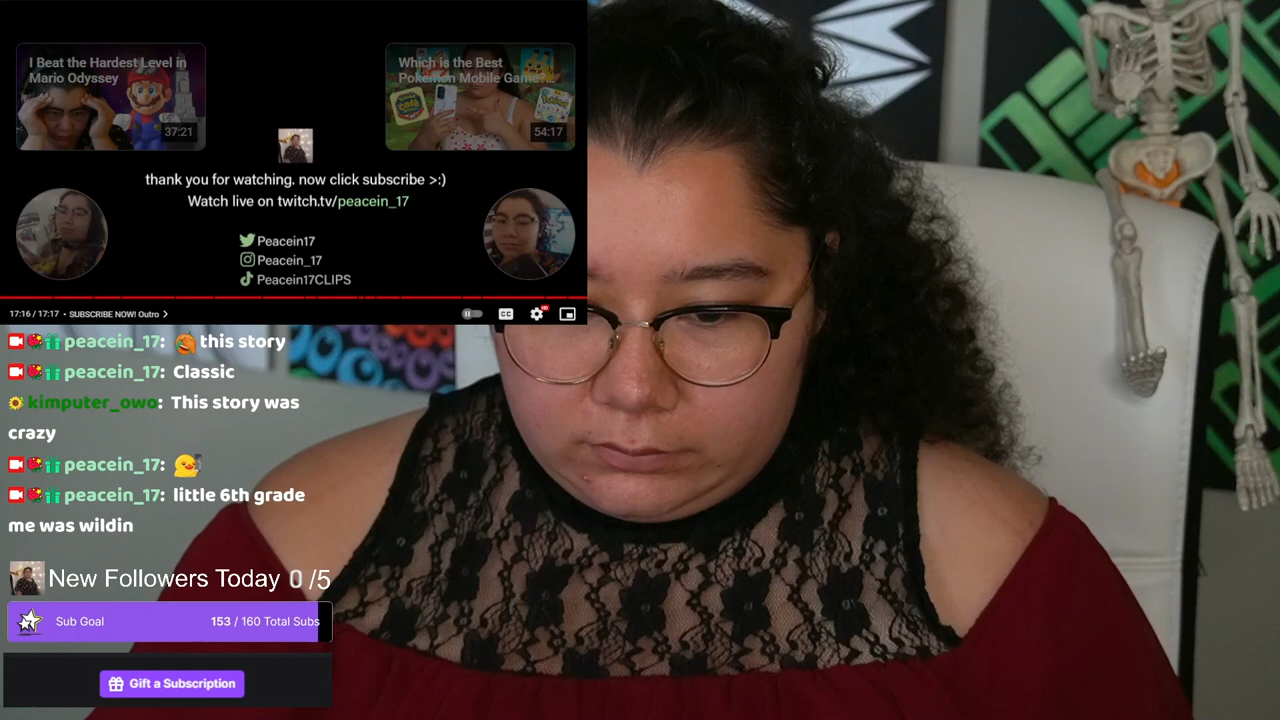 I Beat the Hardest Level in
Mario Odyssey
37:21
Which is the Best
Pokemon Mobile Game?...
54:17
thank you for watching. now click subscribe >:)
Watch live on twitch.tv/peacein_17
Peacein17
Peacein_17
Peacein17CLIPS
17:16 / 17:17 • SUBSCRIBE NOW! Outro >
CC
HD
peacein_17: this story
peacein_17: Classic
kimputer_owo: This story was
crazy
peacein_17:
peacein_17: little 6th grade
me was wildin
New Followers Today 0 /5
Sub Goal 153 / 160 Total Subs
Gift a Subscription